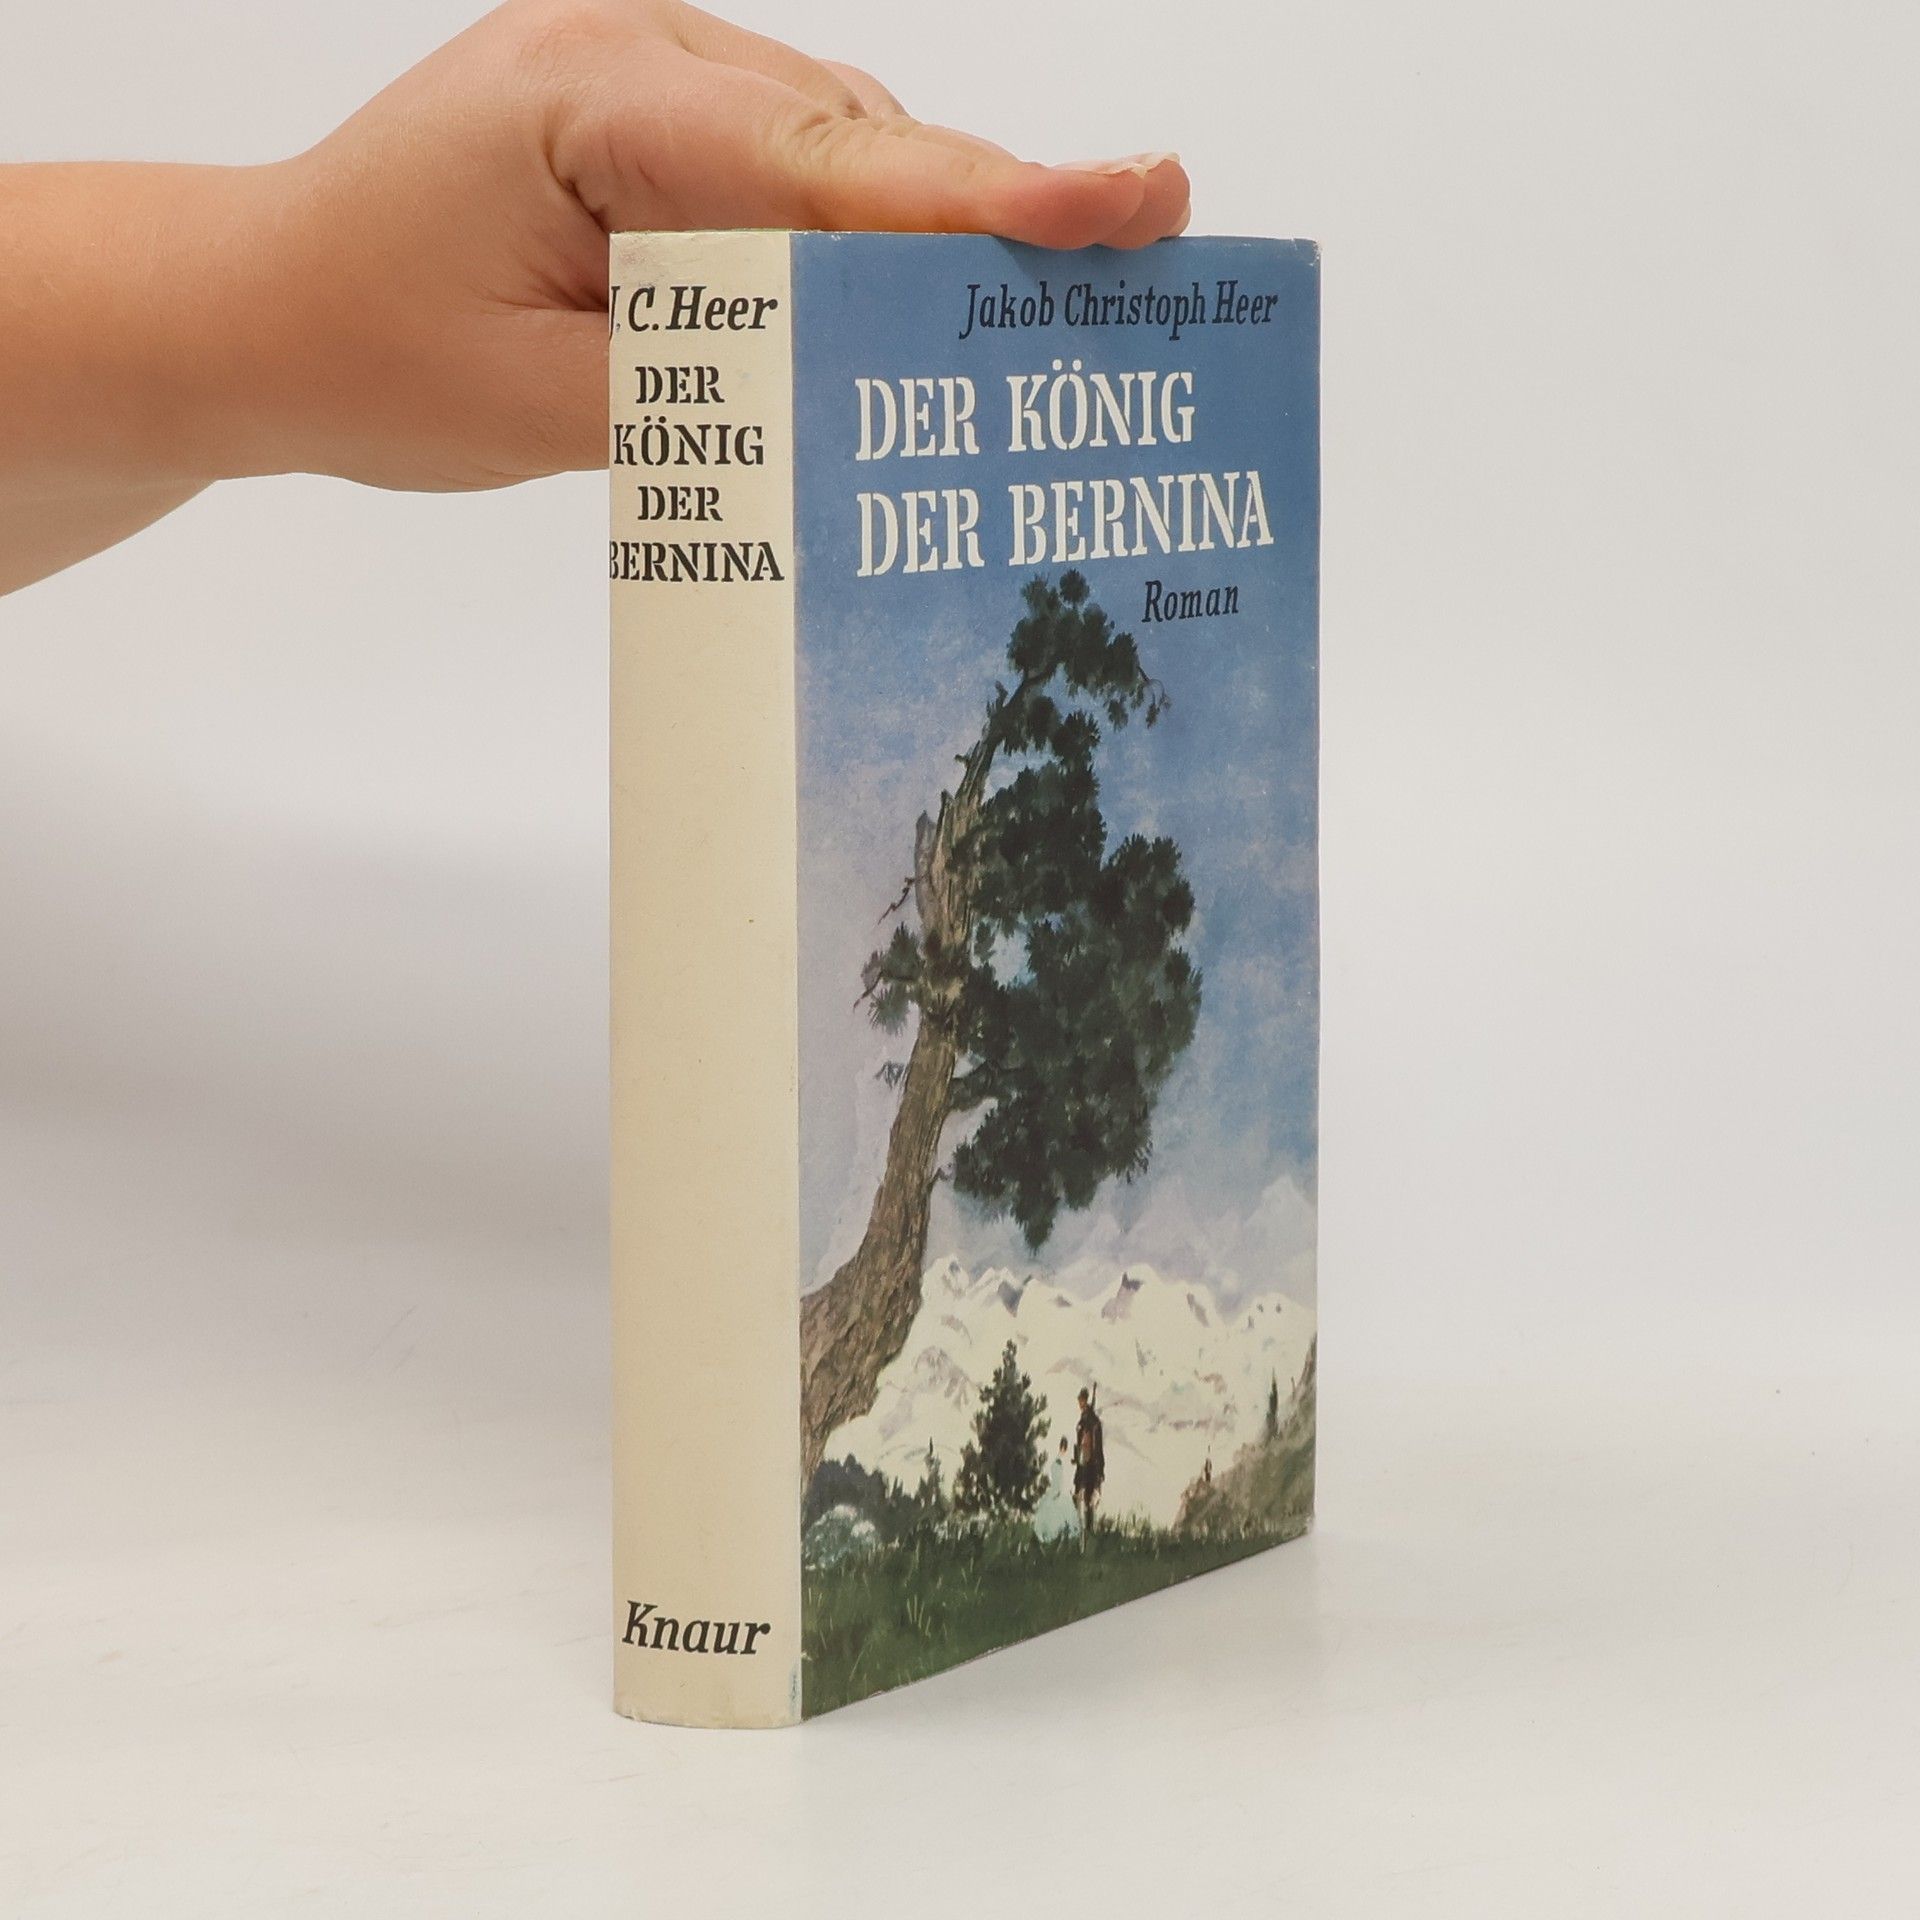 J. C. Heer
DER
KÖNIG
DER
BERNINA
Knaur
Jakob Christoph Heer
DER KÖNIG
DER BERNINA
Roman